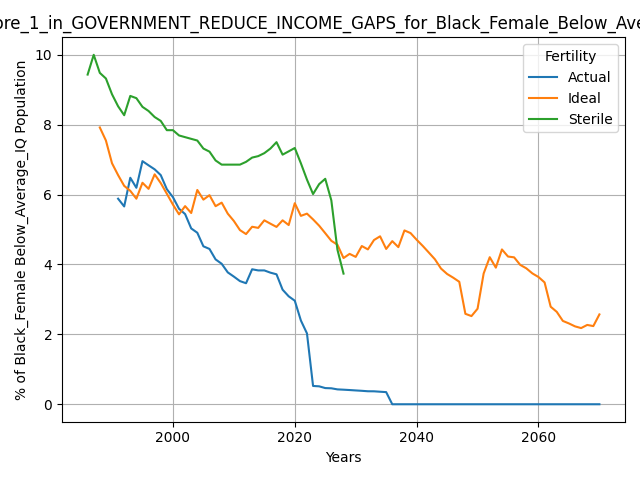 ore_1_in_GOVERNMENT_REDUCE_INCOME_GAPS_for_Black_Female_Below_Ave
% of Black_Female Below_Average_IQ Population
10
8
6
4
2
0
2000
2020
2040
2060
Years
Fertility
Actual
Ideal
Sterile